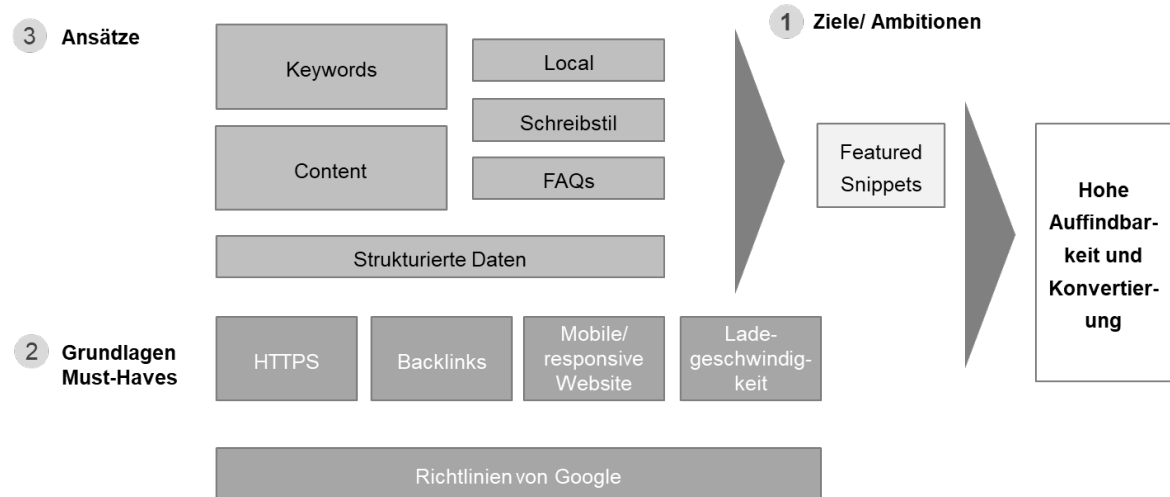 3 Ansätze
Keywords
Content
Local
Schreibstil
FAQs
Strukturierte Daten
1 Ziele/ Ambitionen
Featured
Snippets
Hohe
Auffindbar-
keit und
Konvertier-
ung
2 Grundlagen
Must-Haves
HTTPS
Backlinks
Mobile/
responsive
Website
Lade-
geschwindig-
keit
Richtlinien von Google